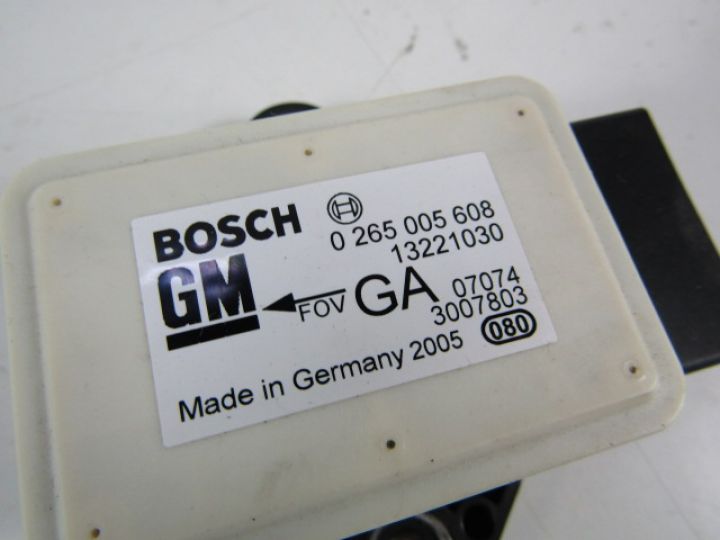 BOSCH 0 265 005 608
13221030
GM FOV GA 07074
3007803
Made in Germany 2005 080